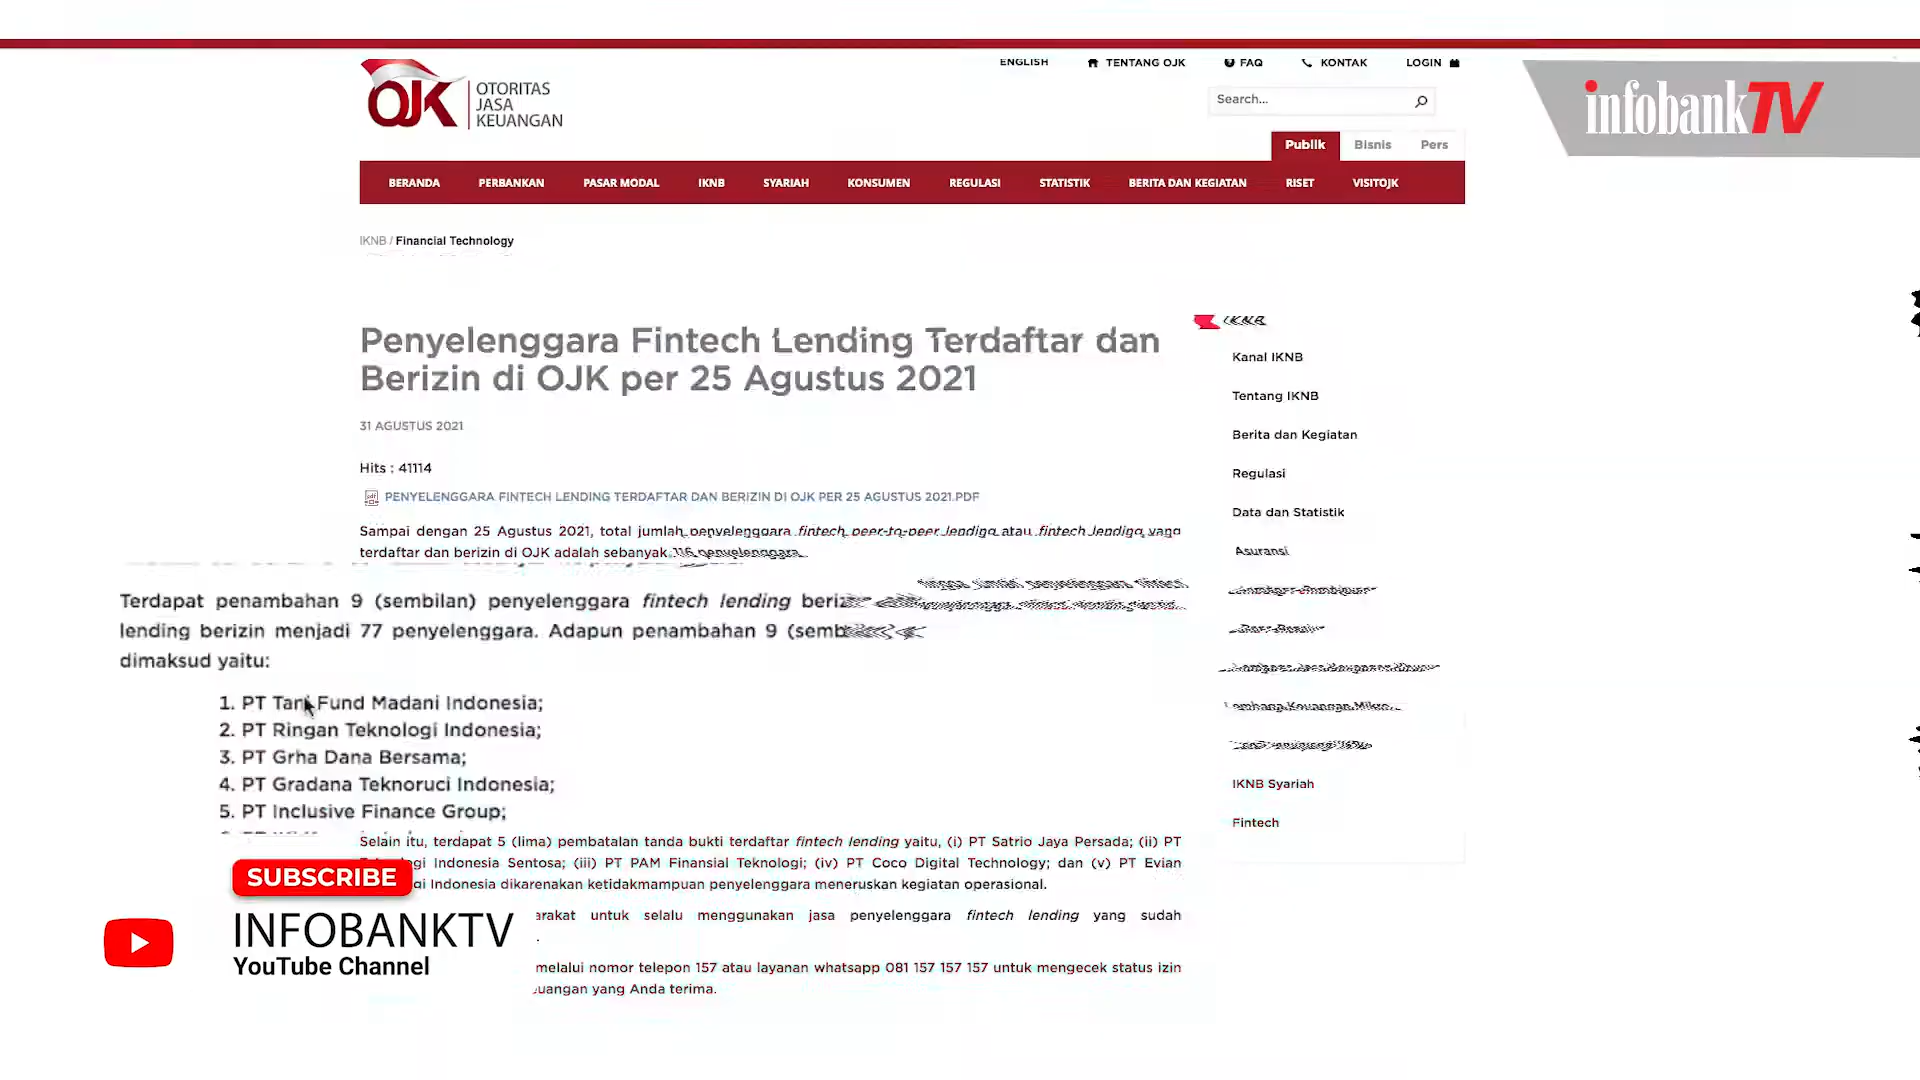 ENGLISH TENTANG OJK FAQ KONTAK LOGIN
OJK OTORITAS
JASA
KEUANGAN
Search...
infobankTV
Publik Bisnis Pers
BERANDA PERBANKAN PASAR MODAL IKNB SYARIAH KONSUMEN REGULASI STATISTIK BERITA DAN KEGIATAN RISET VISITOJK
IKNB / Financial Technology
Penyelenggara Fintech Lending Terdaftar dan
Berizin di OJK per 25 Agustus 2021
31 AGUSTUS 2021
Hits : 41114
PENYELENGGARA FINTECH LENDING TERDAFTAR DAN BERIZIN DI OJK PER 25 AGUSTUS 2021.PDF
Sampai dengan 25 Agustus 2021, total jumlah penyelenggara fintech peer-to-peer lending atau fintech lending yang
terdaftar dan berizin di OJK adalah sebanyak 116 penyelenggara.
Terdapat penambahan 9 (sembilan) penyelenggara fintech lending
lending berizin menjadi 77 penyelenggara. Adapun penambahan 9
dimaksud yaitu:
1. PT Tani Fund Madani Indonesia;
2. PT Ringan Teknologi Indonesia;
3. PT Grha Dana Bersama;
4. PT Gradana Teknoruci Indonesia;
5. PT Inclusive Finance Group;
Selain itu, terdapat 5 (lima) pembatalan tanda bukti terdaftar fintech lending yaitu, (i) PT Satrio Jaya Persada; (ii) PT
Indonesia Sentosa; (iii) PT PAM Finansial Teknologi; (iv) PT Coco Digital Technology; dan (v) PT Evian
Indonesia dikarenakan ketidakmampuan penyelenggara meneruskan kegiatan operasional.
arakat untuk selalu menggunakan jasa penyelenggara fintech lending yang sudah
melalui nomor telepon 157 atau layanan whatsapp 081 157 157 157 untuk mengecek status izin
uangan yang Anda terima.
IKNB
Kanal IKNB
Tentang IKNB
Berita dan Kegiatan
Regulasi
Data dan Statistik
Asuransi
IKNB Syariah
Fintech
SUBSCRIBE
INFOBANKTV
YouTube Channel